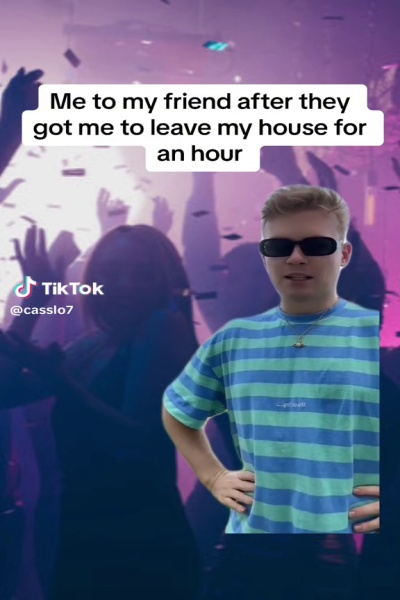 Me to my friend after they
got me to leave my house for
an hour
TikTok
@casslo7